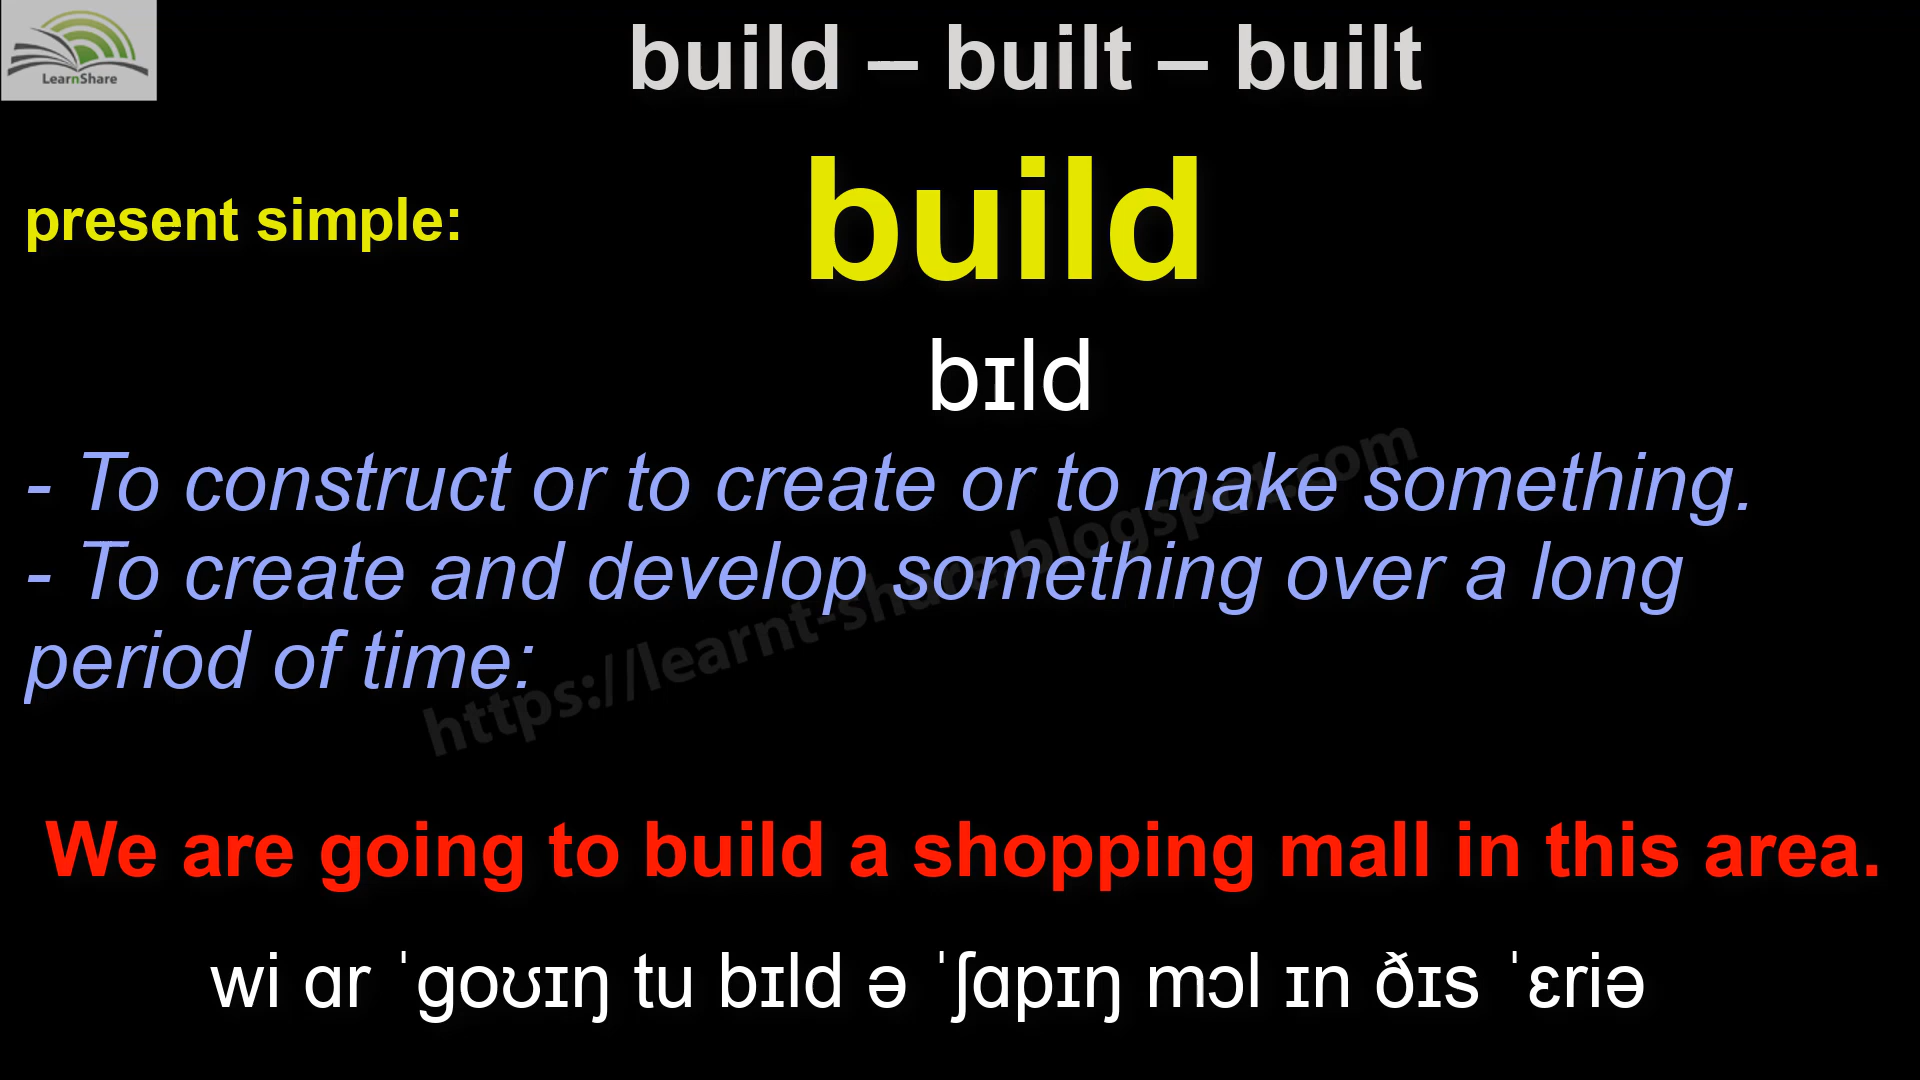 LearnShare
build – built – built
present simple:
build
bɪld
- To construct or to create or to make something.
- To create and develop something over a long
period of time:
https://learnt-share.blogspot.com
We are going to build a shopping mall in this area.
wi ɑr ˈɡoʊɪŋ tu bɪld ə ˈʃɑpɪŋ mɔl ɪn ðɪs ˈɛriə